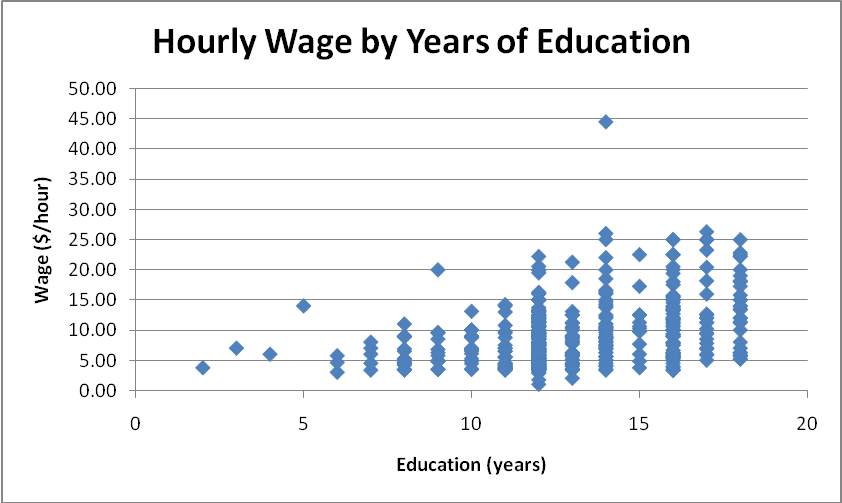 Hourly Wage by Years of Education
50.00
45.00
40.00
35.00
30.00
25.00
20.00
15.00
10.00
5.00
0.00
Wage ($/hour)
0 5 10 15 20
Education (years)